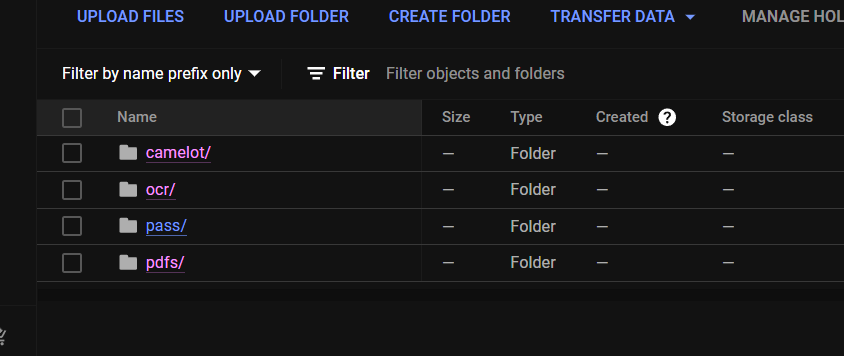 UPLOAD FILES UPLOAD FOLDER CREATE FOLDER TRANSFER DATA MANAGE HOL
Filter by name prefix only Filter Filter objects and folders
Name Size Type Created ? Storage class
camelot/ — Folder — —
ocr/ — Folder — —
pass/ — Folder — —
pdfs/ — Folder — —